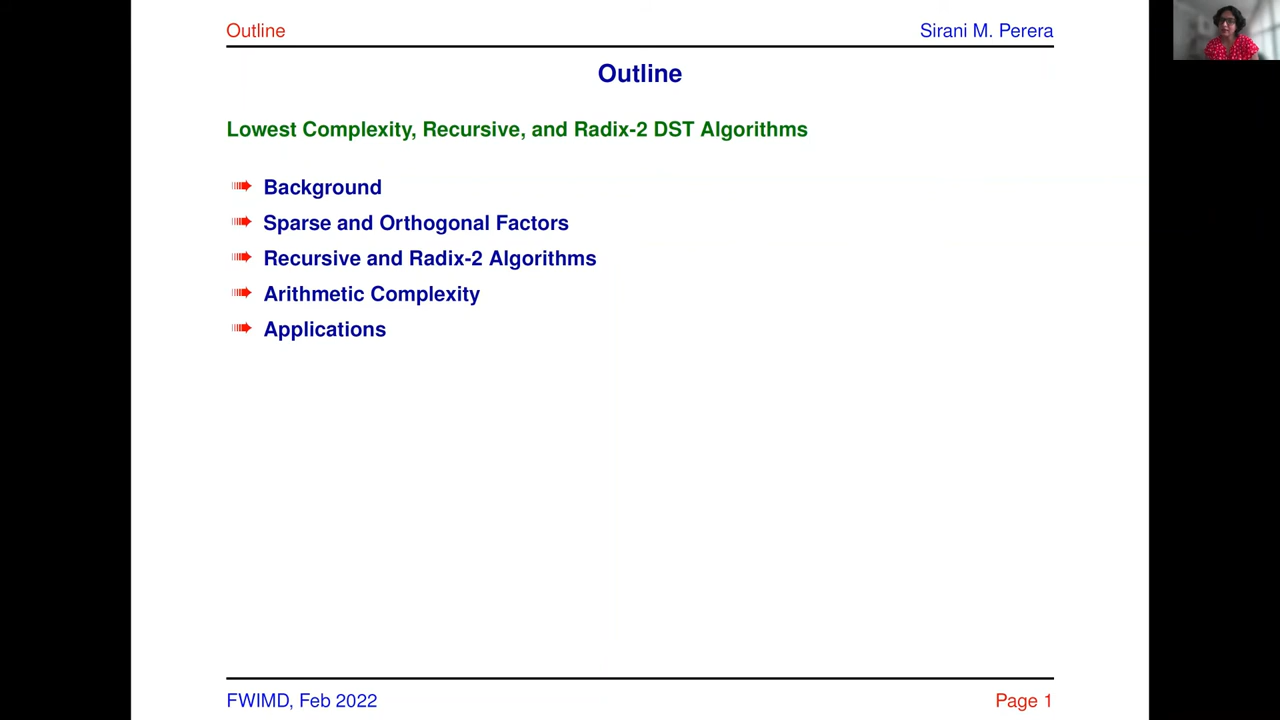 Outline
Sirani M. Perera
Outline
Lowest Complexity, Recursive, and Radix-2 DST Algorithms
Background
Sparse and Orthogonal Factors
Recursive and Radix-2 Algorithms
Arithmetic Complexity
Applications
FWIMD, Feb 2022
Page 1